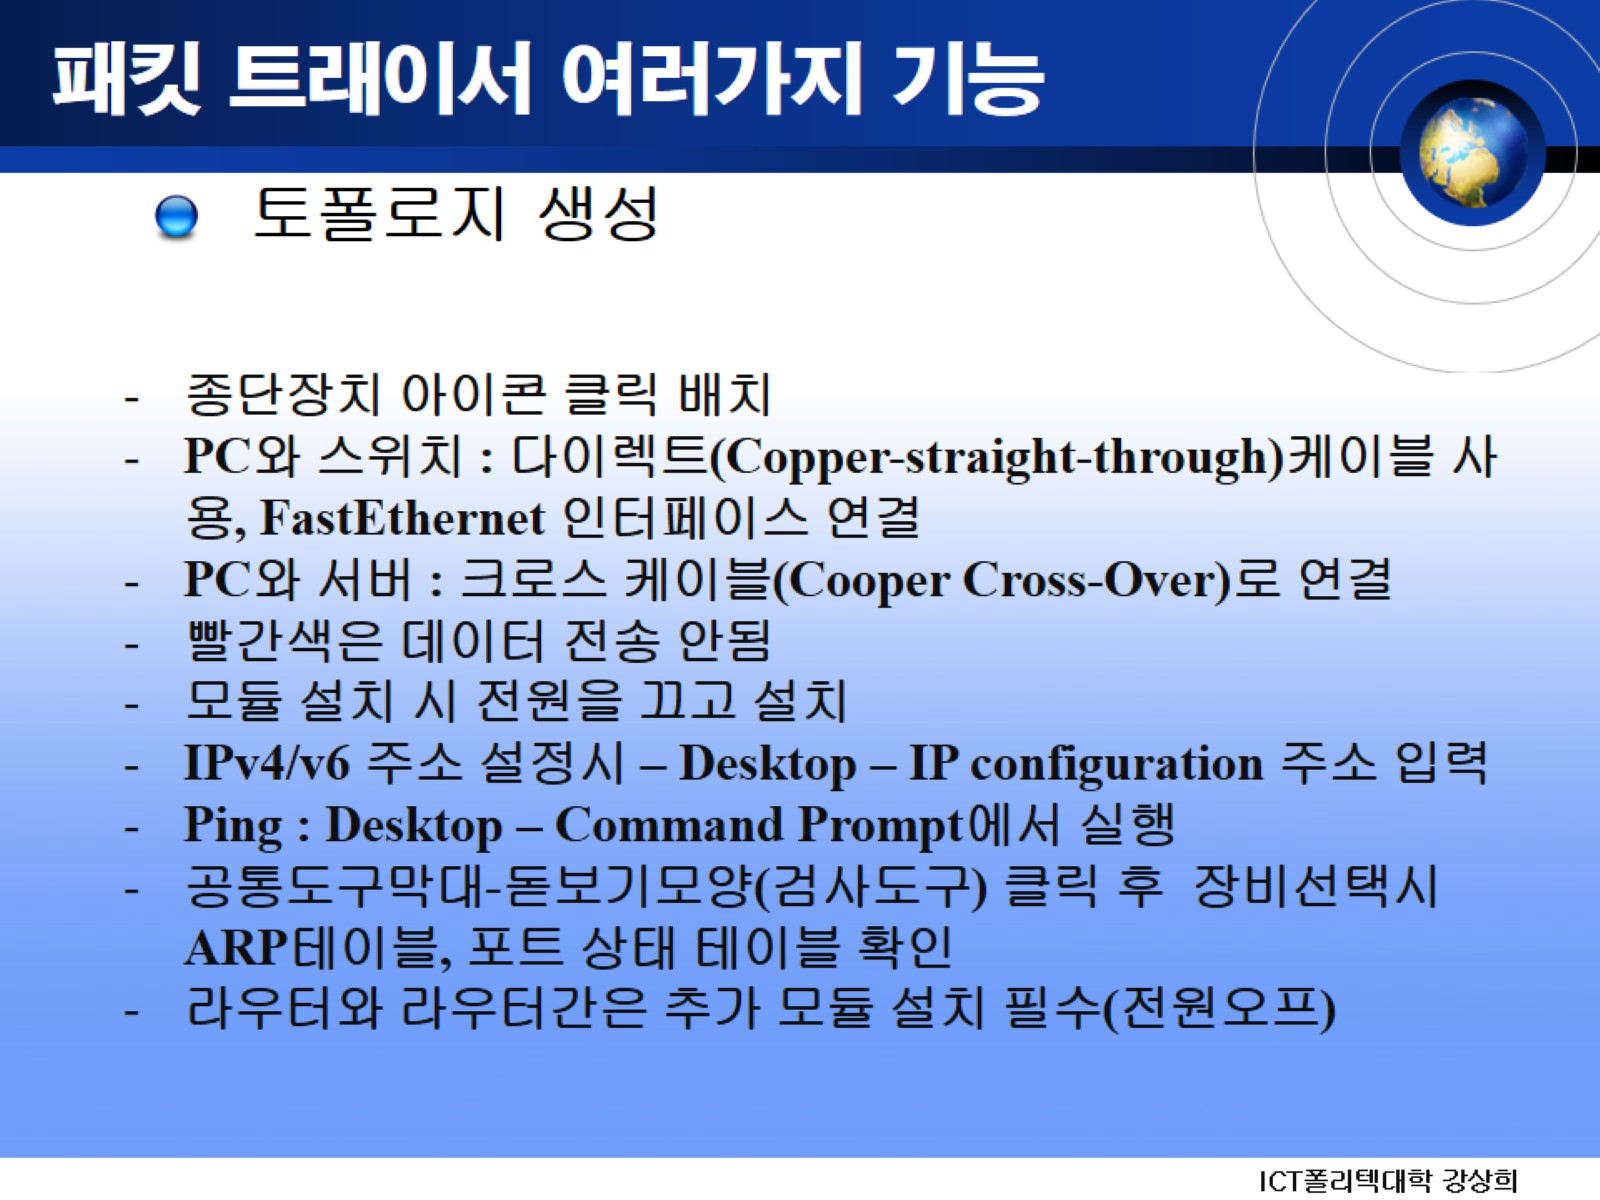 패킷 트래이서 여러가지 기능
토폴로지 생성
- 종단장치 아이콘 클릭 배치
- PC와 스위치 : 다이렉트(Copper-straight-through)케이블 사
용, FastEthernet 인터페이스 연결
- PC와 서버 : 크로스 케이블(Cooper Cross-Over)로 연결
- 빨간색은 데이터 전송 안됨
- 모듈 설치 시 전원을 끄고 설치
- IPv4/v6 주소 설정시 – Desktop – IP configuration 주소 입력
- Ping : Desktop – Command Prompt에서 실행
- 공통도구막대-돋보기모양(검사도구) 클릭 후 장비선택시
ARP테이블, 포트 상태 테이블 확인
- 라우터와 라우터간은 추가 모듈 설치 필수(전원오프)
ICT폴리텍대학 강상희